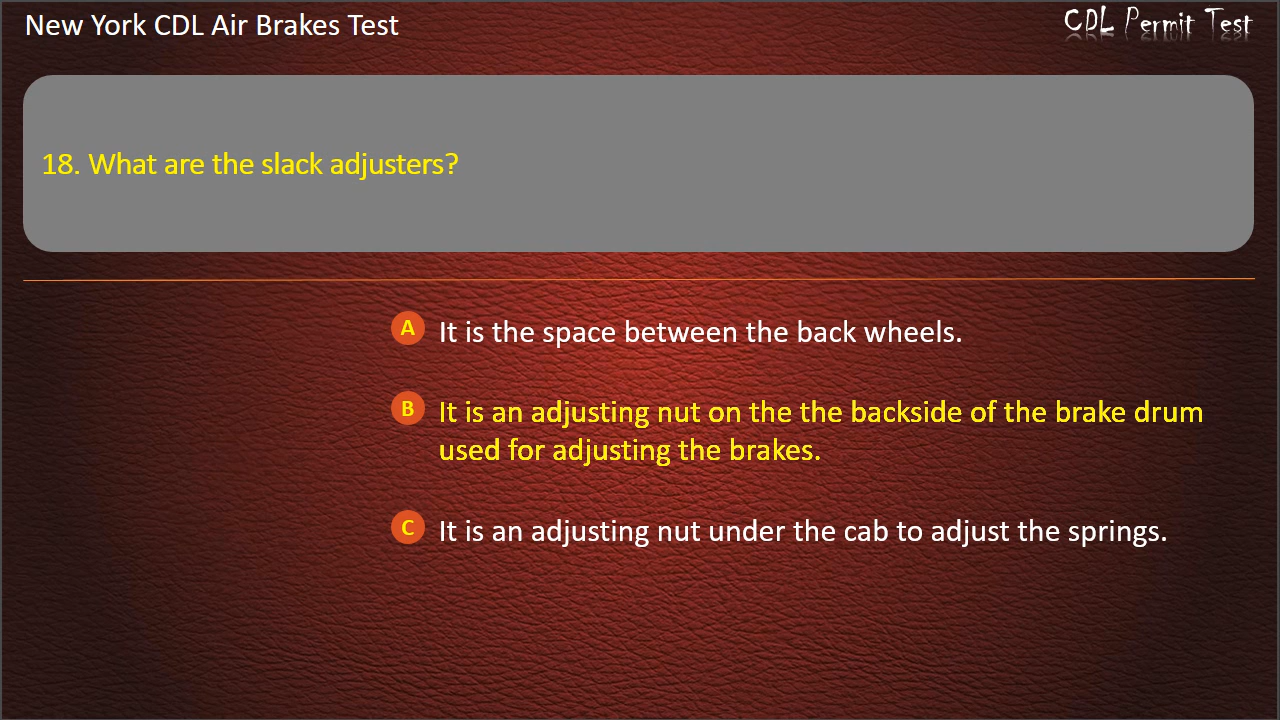 New York CDL Air Brakes Test
CDL Permit Test
18. What are the slack adjusters?
A It is the space between the back wheels.
B It is an adjusting nut on the the backside of the brake drum
used for adjusting the brakes.
C It is an adjusting nut under the cab to adjust the springs.